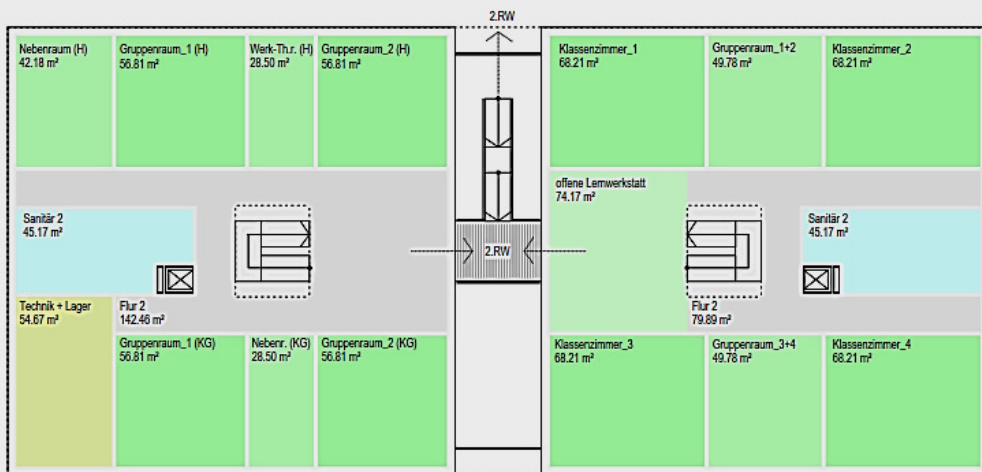 2.RW
Nebenraum (H)
42.18 m²
Gruppenraum_1 (H)
56.81 m²
Werk-Th.r. (H)
28.50 m²
Gruppenraum_2 (H)
56.81 m²
Klassenzimmer_1
68.21 m²
Gruppenraum_1+2
49.78 m²
Klassenzimmer_2
68.21 m²
offene Lernwerkstatt
74.17 m²
Sanitär 2
45.17 m²
2.RW
Sanitär 2
45.17 m²
Technik + Lager
54.67 m²
Flur 2
142.46 m²
Flur 2
79.89 m²
Gruppenraum_1 (KG)
56.81 m²
Nebenr. (KG)
28.50 m²
Gruppenraum_2 (KG)
56.81 m²
Klassenzimmer_3
68.21 m²
Gruppenraum_3+4
49.78 m²
Klassenzimmer_4
68.21 m²